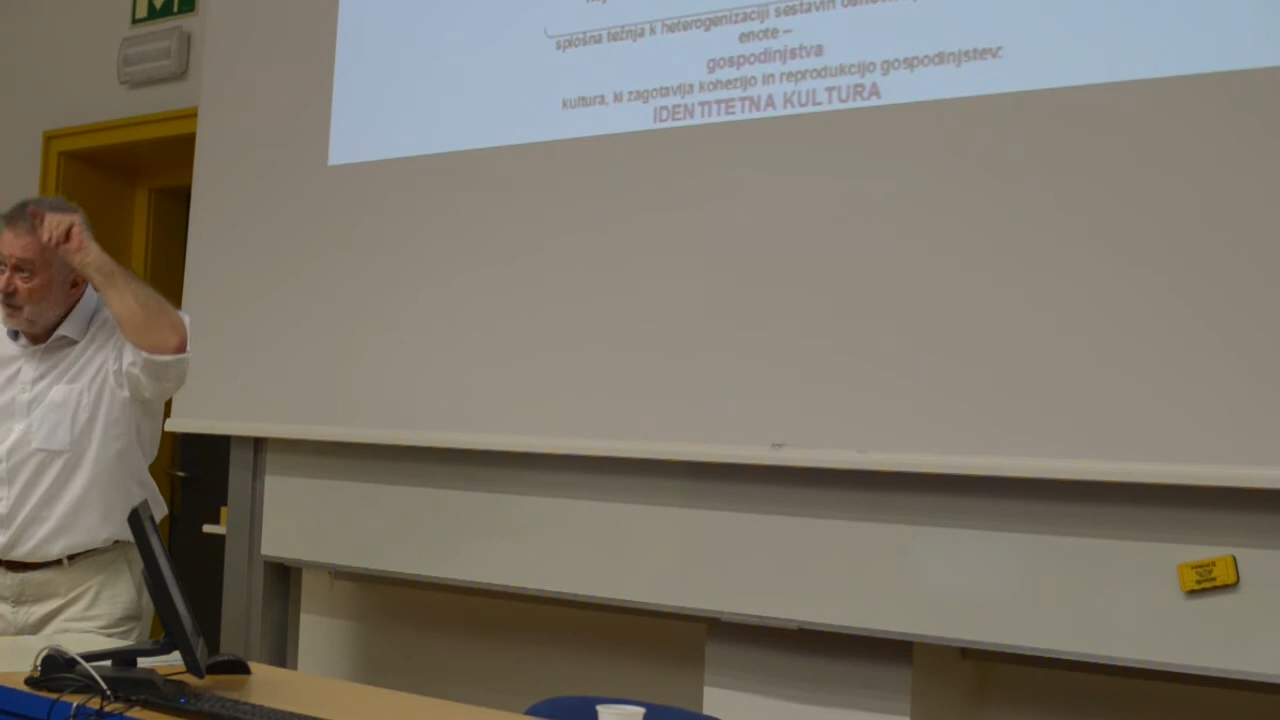 splošna težnja k heterogenizaciji sestavin
enote –
gospodinjstva
kultura, ki zagotavlja kohezijo in reprodukcijo gospodinjstev:
IDENTITETNA KULTURA